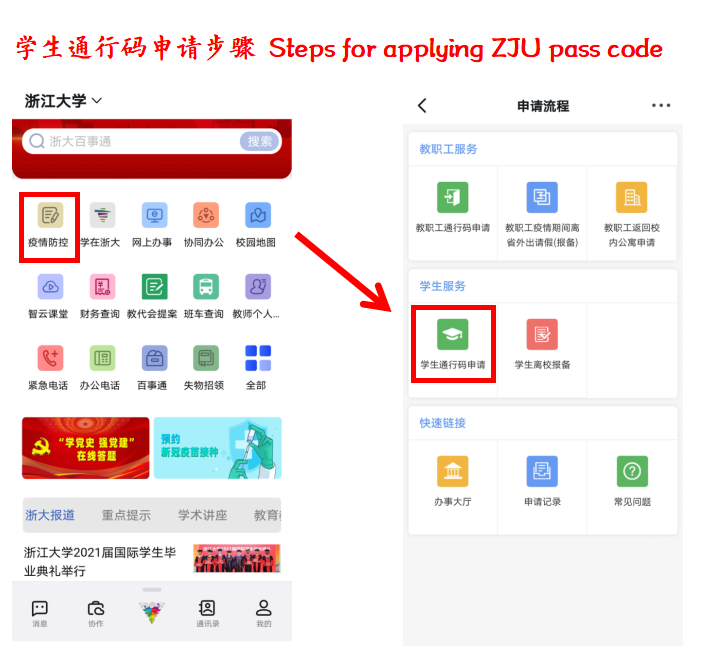 学生通行码申请步骤 Steps for applying ZJU pass code
浙江大学
浙大百事通 搜索
疫情防控 学在浙大 网上办事 协同办公 校园地图
智云课堂 财务查询 教代会提案 班车查询 教师个人...
紧急电话 办公电话 百事通 失物招领 全部
“学党史 强党建”
在线答题
预约
新冠疫苗接种
浙大报道 重点提示 学术讲座 教育
浙江大学2021届国际学生毕
业典礼举行
消息 协作 通讯录 我的
申请流程
教职工服务
教职工通行码申请 教职工疫情期间离 教职工返回校
省外出请假(报备) 内公寓申请
学生服务
学生通行码申请 学生离校报备
快速链接
办事大厅 申请记录 常见问题